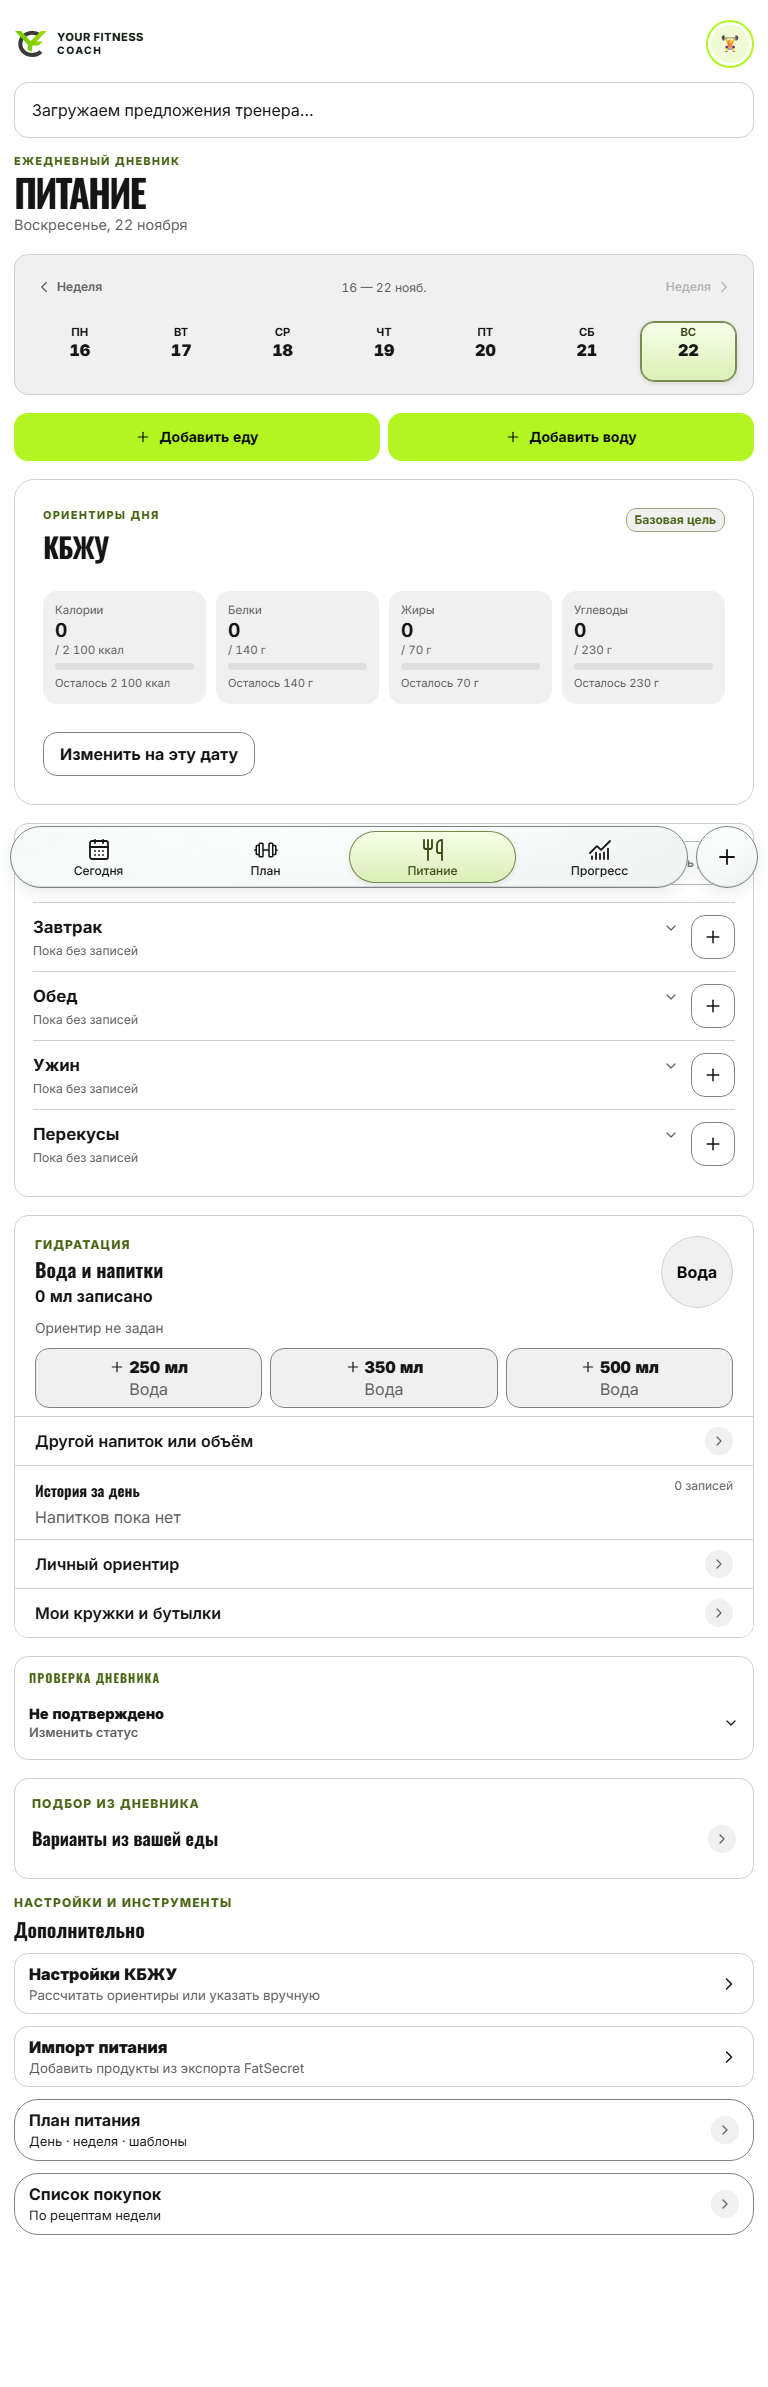 YOUR FITNESS
COACH
Загружаем предложения тренера...
ЕЖЕДНЕВНЫЙ ДНЕВНИК
ПИТАНИЕ
Воскресенье, 22 ноября
Неделя
16 — 22 нояб.
Неделя
ПН ВТ СР ЧТ ПТ СБ ВС
16 17 18 19 20 21 22
+ Добавить еду
+ Добавить воду
ОРИЕНТИРЫ ДНЯ
Базовая цель
КБЖУ
Калории Белки Жиры Углеводы
0 0 0 0
/ 2 100 ккал / 140 г / 70 г / 230 г
Осталось 2 100 ккал Осталось 140 г Осталось 70 г Осталось 230 г
Изменить на эту дату
Сегодня План Питание Прогресс
Завтрак
Пока без записей
Обед
Пока без записей
Ужин
Пока без записей
Перекусы
Пока без записей
ГИДРАТАЦИЯ
Вода и напитки
0 мл записано
Вода
Ориентир не задан
+ 250 мл + 350 мл + 500 мл
Вода Вода Вода
Другой напиток или объём
История за день
0 записей
Напитков пока нет
Личный ориентир
Мои кружки и бутылки
ПРОВЕРКА ДНЕВНИКА
Не подтверждено
Изменить статус
ПОДБОР ИЗ ДНЕВНИКА
Варианты из вашей еды
НАСТРОЙКИ И ИНСТРУМЕНТЫ
Дополнительно
Настройки КБЖУ
Рассчитать ориентиры или указать вручную
Импорт питания
Добавить продукты из экспорта FatSecret
План питания
День · неделя · шаблоны
Список покупок
По рецептам недели